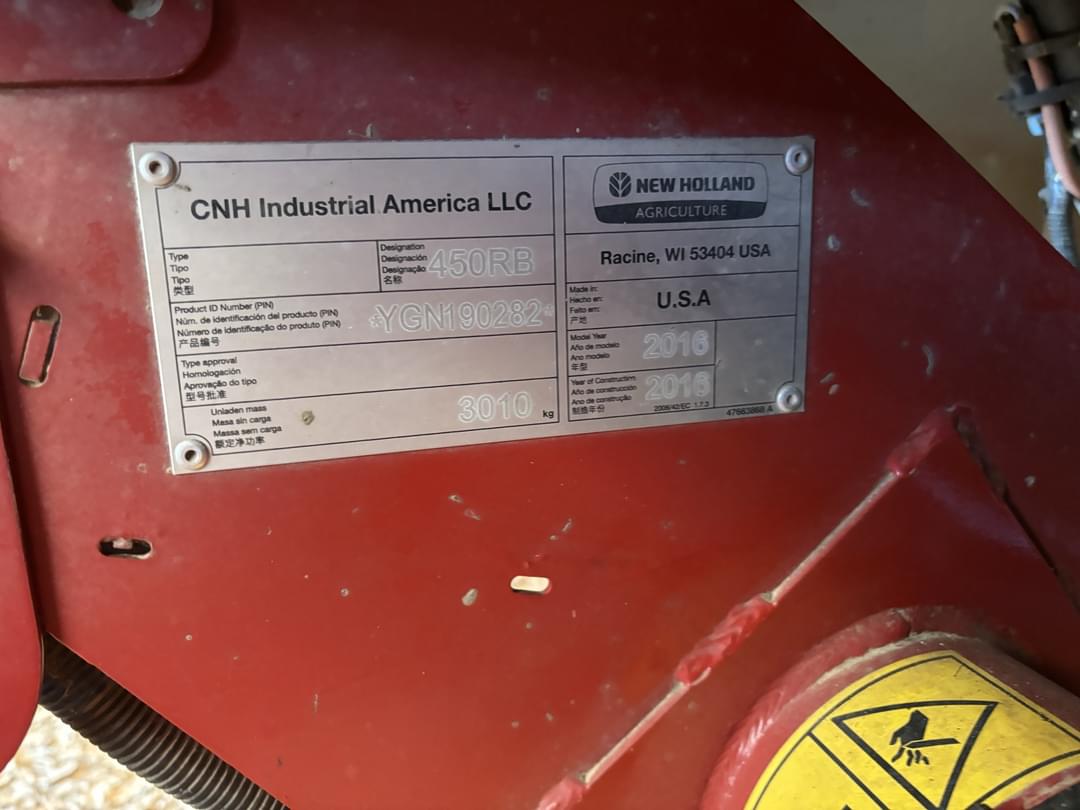 CNH Industrial America LLC
Type
Tipo
Tipo
类型
Designation
Designación
Designação
名称
450RB
Product ID Number (PIN)
Núm. de identificación del producto (PIN)
Número de identificação do produto (PIN)
产品编号
*YGN190282*
Type approval
Homologación
Aprovação do tipo
型号批准
Unladen mass
Masa sin carga
Massa sem carga
额定净功率
3010 kg
NEW HOLLAND
AGRICULTURE
Racine, WI 53404 USA
Made in:
Hecho en:
Feito em:
产地
U.S.A
Model Year
Año de modelo
Ano modelo
年型
2016
Year of Construction
Año de construcción
Ano de construção
制造年份
2016
2006/42/EC 1.7.3
47663868 A